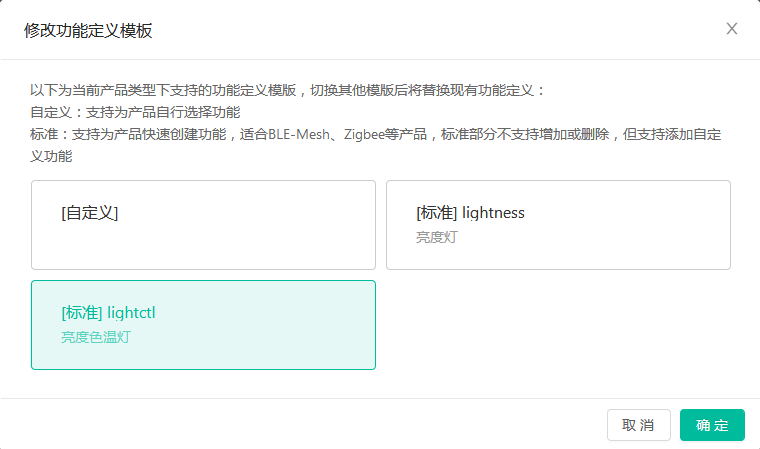 修改功能定义模板
以下为当前产品类型下支持的功能定义模版，切换其他模版后将替换现有功能定义：
自定义：支持为产品自行选择功能
标准：支持为产品快速创建功能，适合BLE-Mesh、Zigbee等产品，标准部分不支持增加或删除，但支持添加自定
义功能
[自定义]
[标准] lightness
亮度灯
[标准] lightctl
亮度色温灯
取 消
确 定